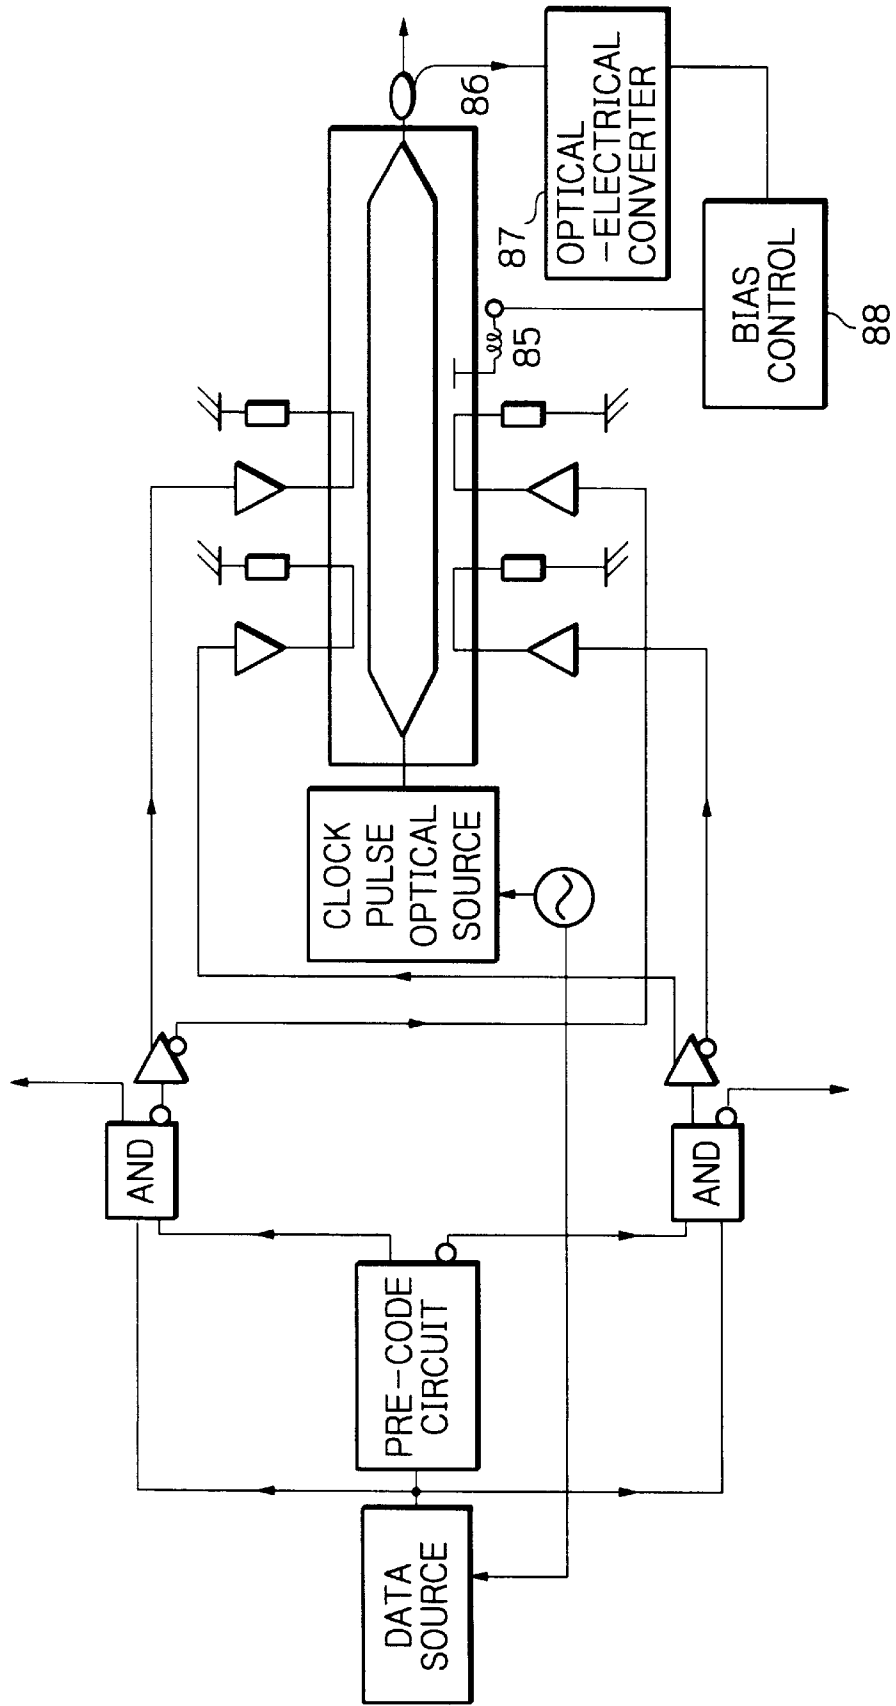 DATA
SOURCE
PRE-CODE
CIRCUIT
AND
AND
CLOCK
PULSE
OPTICAL
SOURCE
85
86
87
OPTICAL
-ELECTRICAL
CONVERTER
BIAS
CONTROL
88